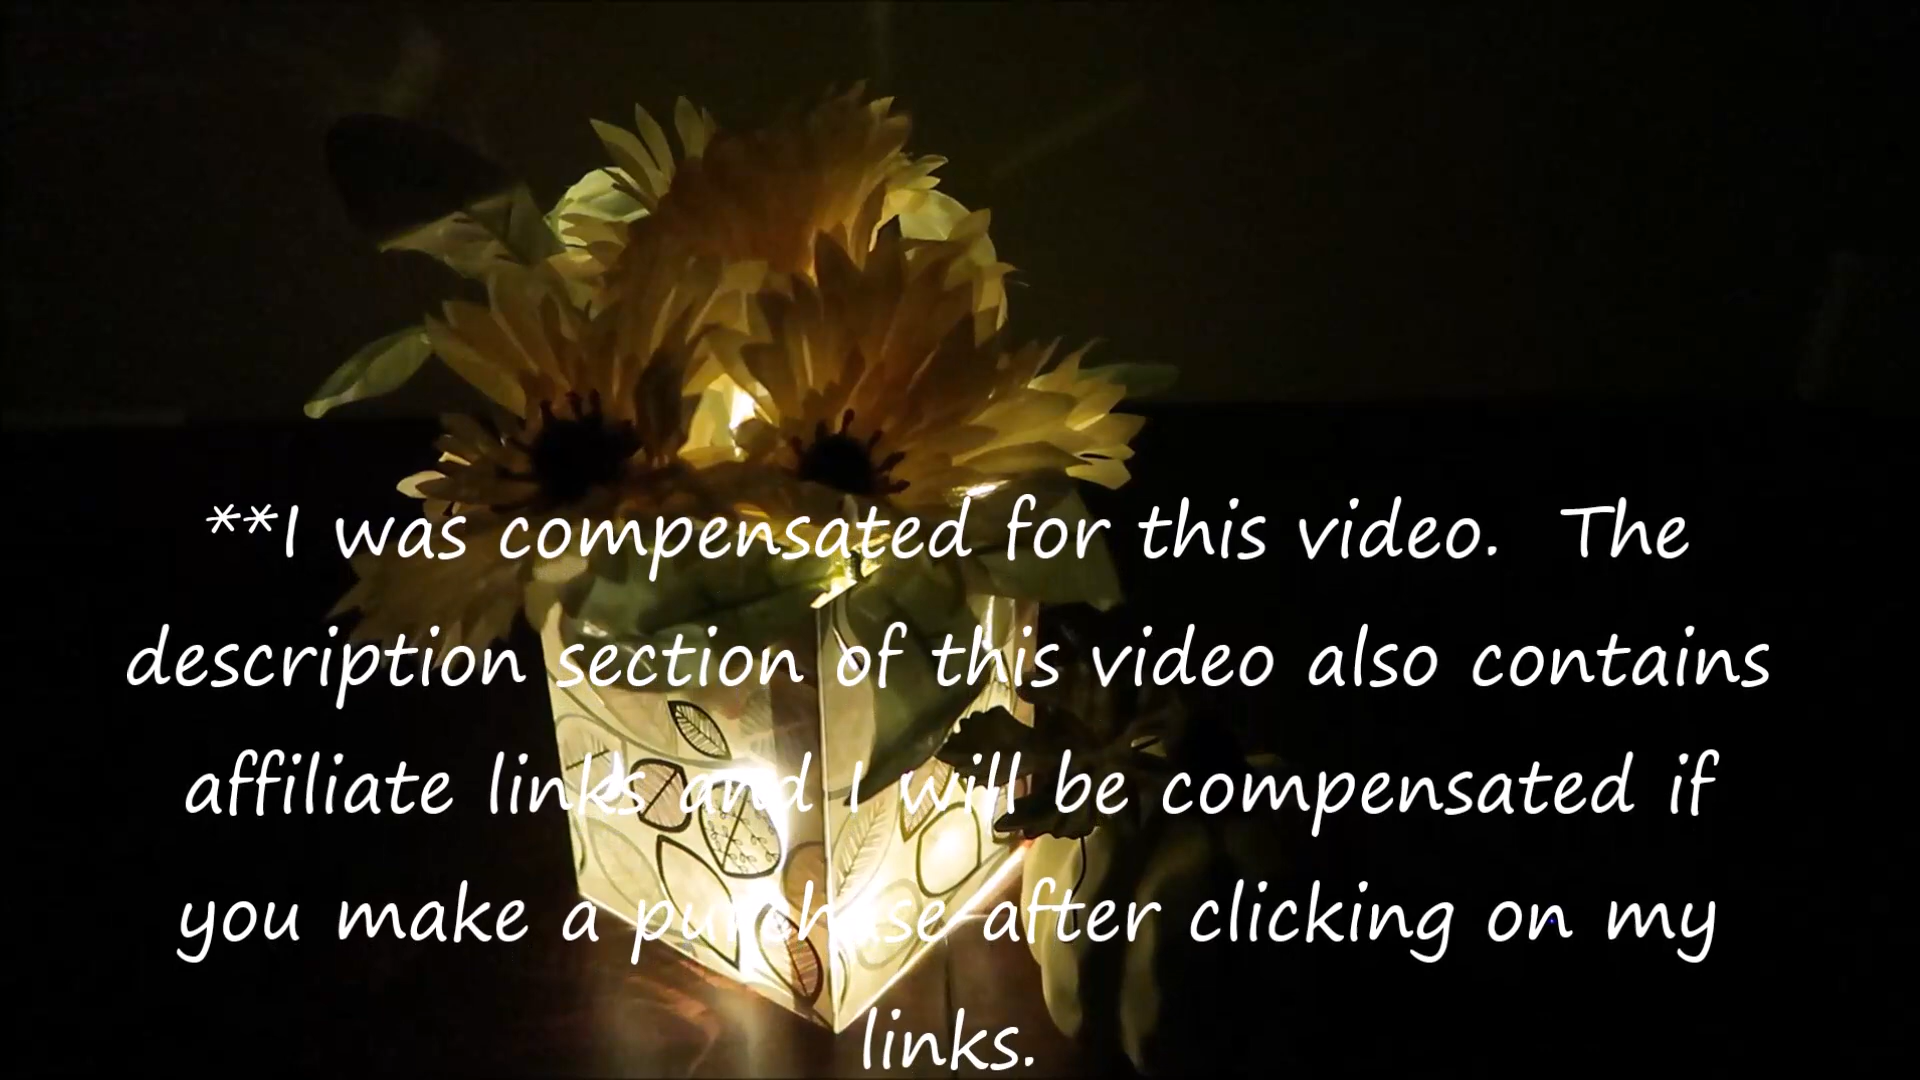 **I was compensated for this video. The
description section of this video also contains
affiliate links and I will be compensated if
you make a purchase after clicking on my
links.